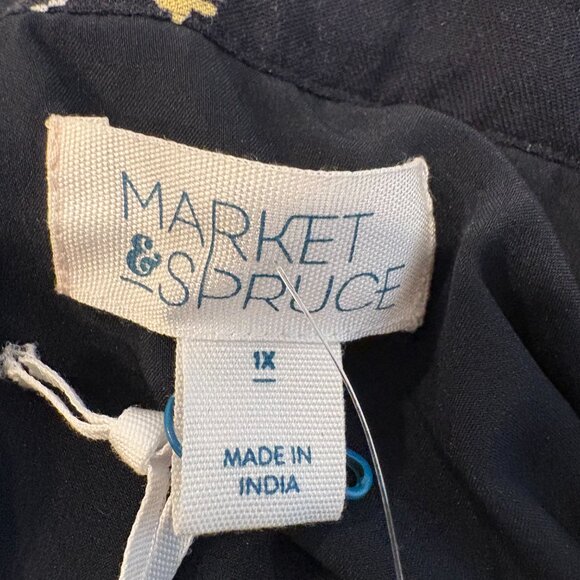 MARKET
& SPRUCE
1X
MADE IN
INDIA